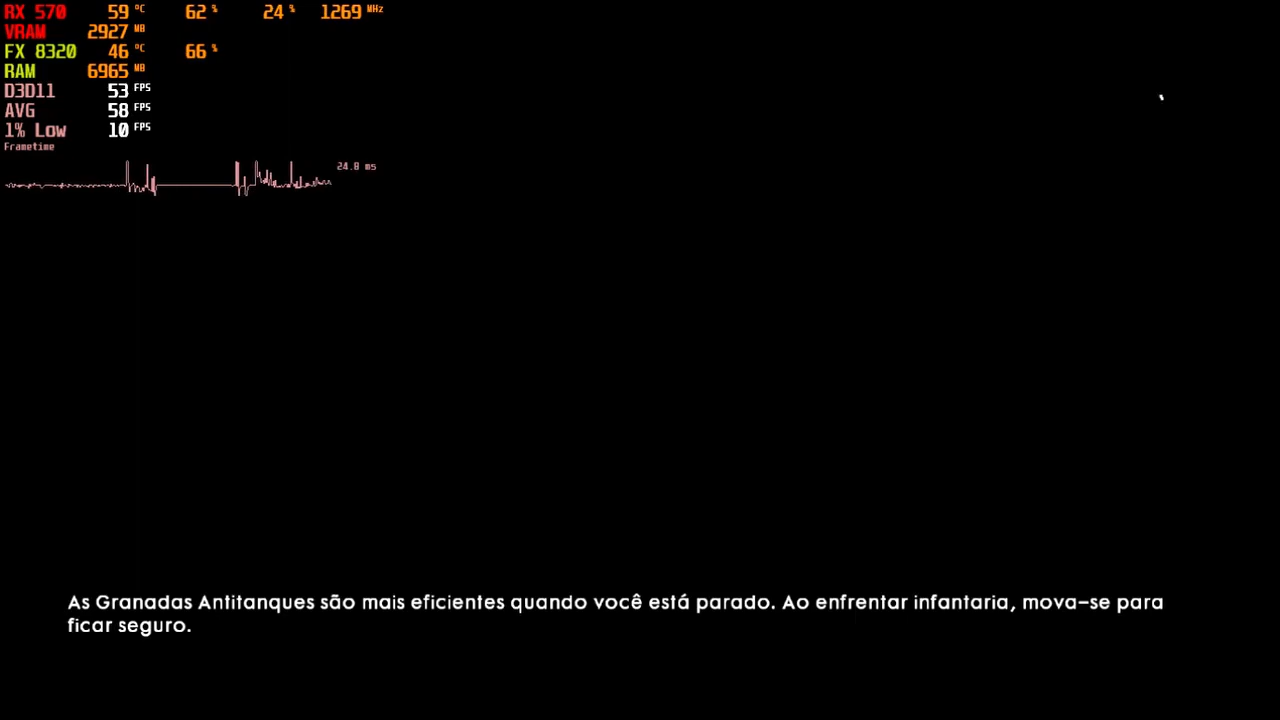 RX 570 59 °C 62 % 24 % 1269 MHz
VRAM 2927 MB
FX 8320 46 °C 66 %
RAM 6965 MB
D3D11 53 FPS
AVG 58 FPS
1% Low 10 FPS
Frametime
24.8 ms
As Granadas Antitanques são mais eficientes quando você está parado. Ao enfrentar infantaria, mova-se para
ficar seguro.